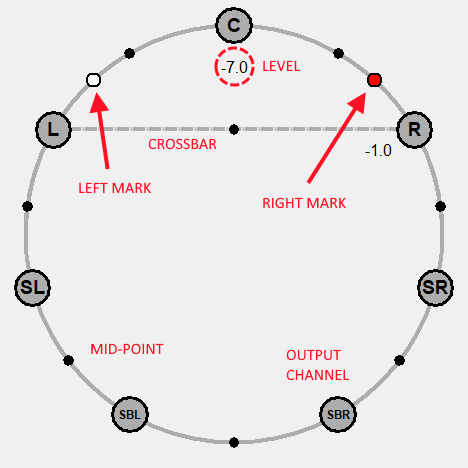 C
-7.0
LEVEL
L
CROSSBAR
R
-1.0
LEFT MARK
RIGHT MARK
SL
SR
MID-POINT
OUTPUT
CHANNEL
SBL
SBR